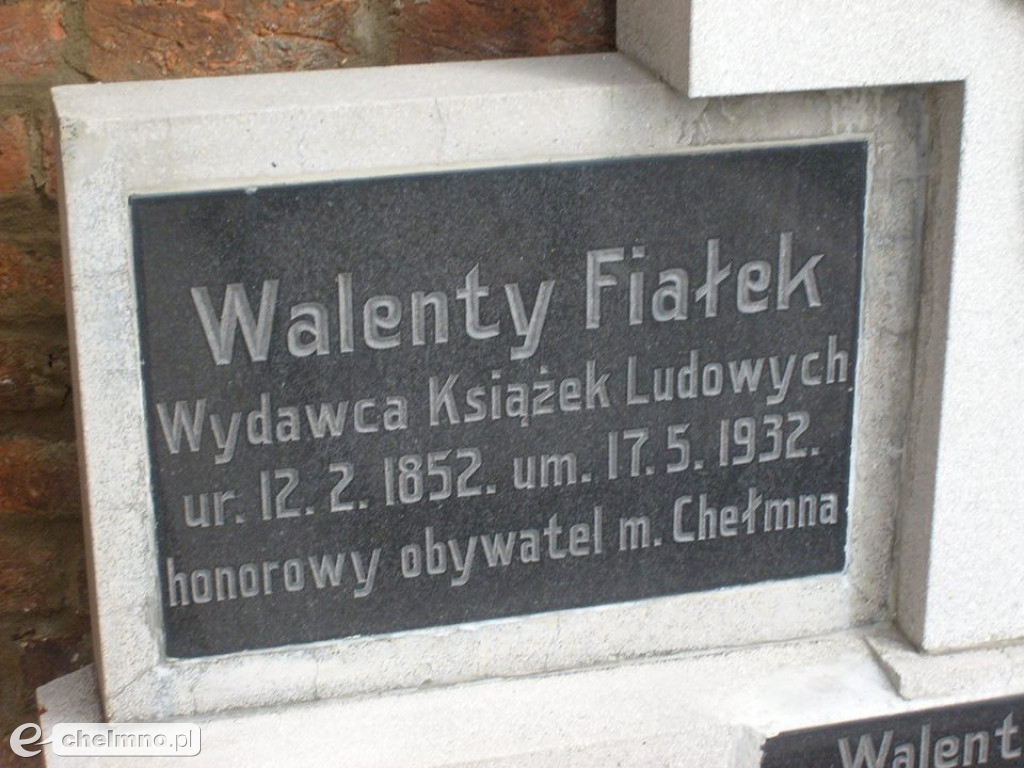 Walenty Fiałek
Wydawca Książek Ludowych
ur. 12. 2. 1852. um. 17. 5. 1932.
honorowy obywatel m. Chełmna
Walent
e chelmno.pl